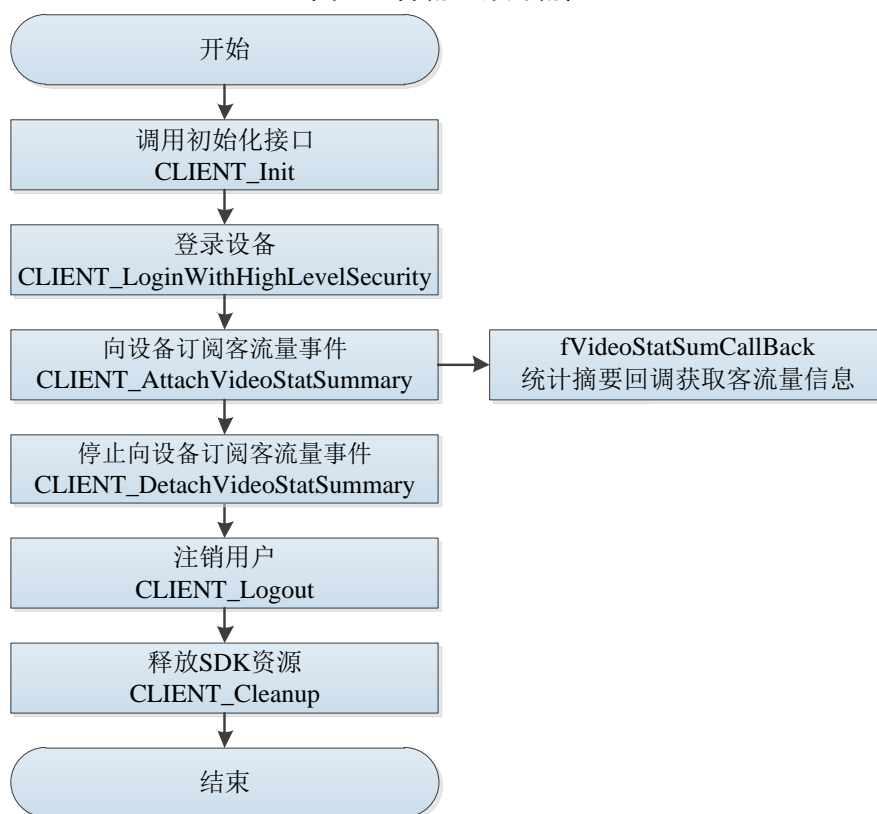 开始
调用初始化接口
CLIENT_Init
登录设备
CLIENT_LoginWithHighLevelSecurity
向设备订阅客流量事件
CLIENT_AttachVideoStatSummary
fVideoStatSumCallBack
统计摘要回调获取客流量信息
停止向设备订阅客流量事件
CLIENT_DetachVideoStatSummary
注销用户
CLIENT_Logout
释放SDK资源
CLIENT_Cleanup
结束